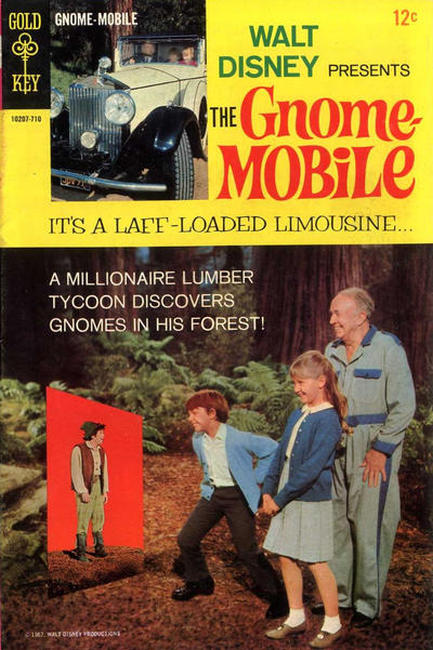 GOLD
KEY
10207-710
GNOME-MOBILE
12c
WALT
DISNEY PRESENTS
THE Gnome-
MOBILE
IT'S A LAFF-LOADED LIMOUSINE...
A MILLIONAIRE LUMBER
TYCOON DISCOVERS
GNOMES IN HIS FOREST!
© 1967, WALT DISNEY PRODUCTIONS